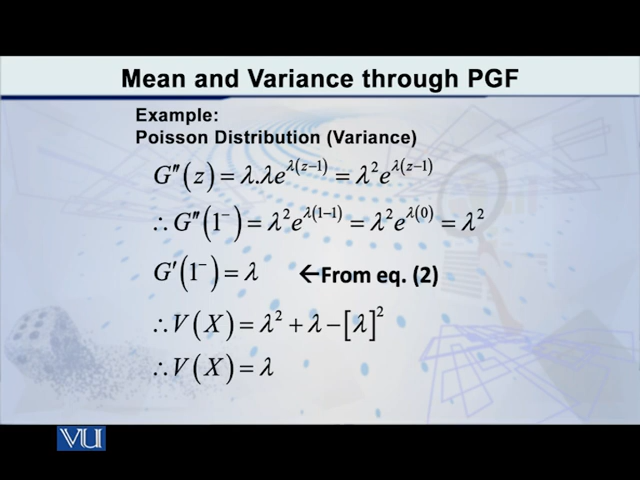 Mean and Variance through PGF
Example:
Poisson Distribution (Variance)
G″(z) = λ.λe^{λ(z−1)} = λ²e^{λ(z−1)}
∴ G″(1⁻) = λ²e^{λ(1−1)} = λ²e^{λ(0)} = λ²
G′(1⁻) = λ ←From eq. (2)
∴ V(X) = λ² + λ − [λ]²
∴ V(X) = λ
VU